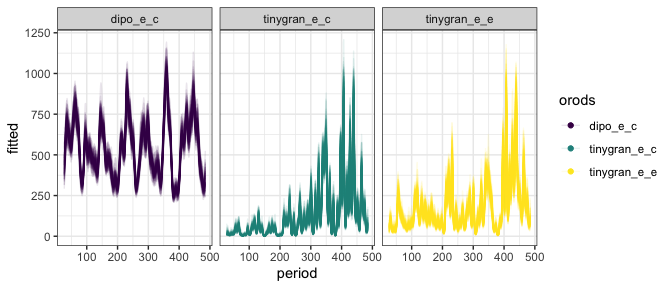 dipo_e_c tinygran_e_c tinygran_e_e
1250
1000
750
500
250
0
fitted
100 200 300 400 500 100 200 300 400 500 100 200 300 400 500
period
orods
dipo_e_c
tinygran_e_c
tinygran_e_e